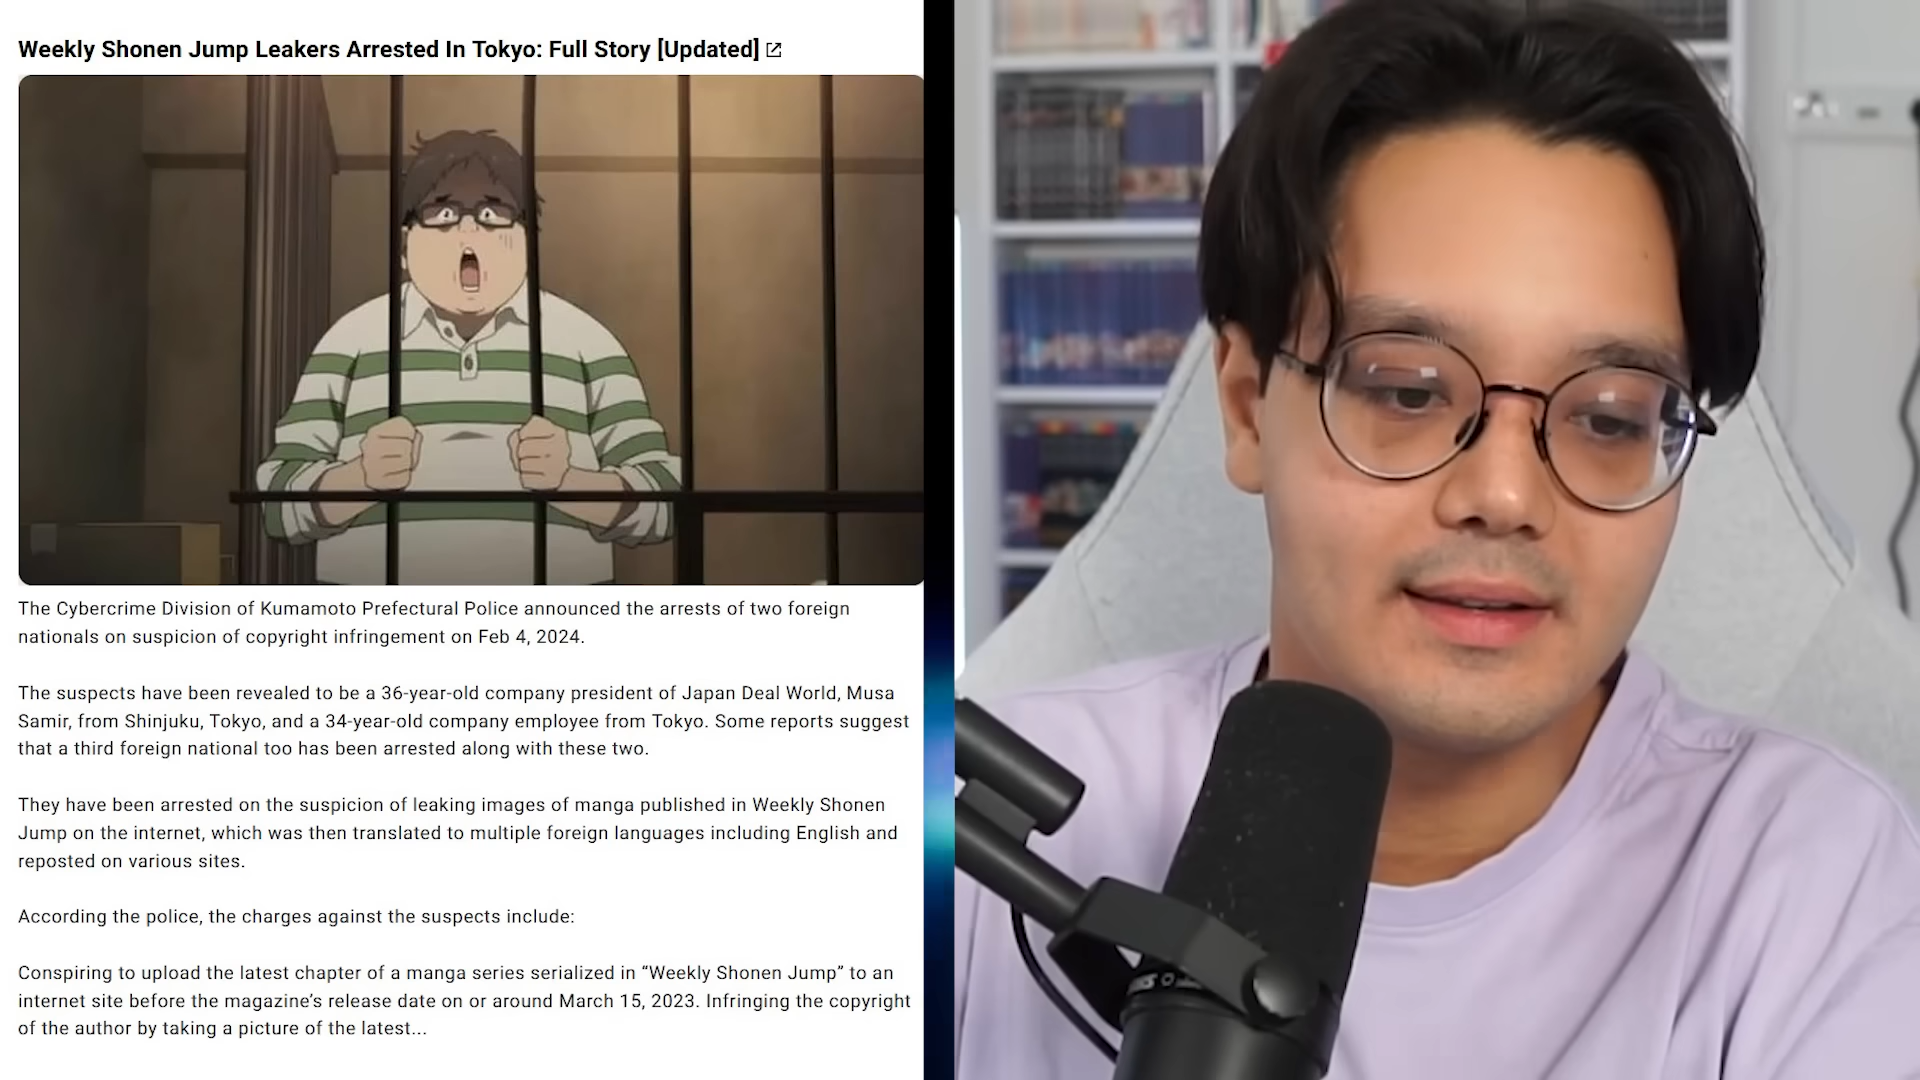 Weekly Shonen Jump Leakers Arrested In Tokyo: Full Story [Updated]
The Cybercrime Division of Kumamoto Prefectural Police announced the arrests of two foreign
nationals on suspicion of copyright infringement on Feb 4, 2024.
The suspects have been revealed to be a 36-year-old company president of Japan Deal World, Musa
Samir, from Shinjuku, Tokyo, and a 34-year-old company employee from Tokyo. Some reports suggest
that a third foreign national too has been arrested along with these two.
They have been arrested on the suspicion of leaking images of manga published in Weekly Shonen
Jump on the internet, which was then translated to multiple foreign languages including English and
reposted on various sites.
According the police, the charges against the suspects include:
Conspiring to upload the latest chapter of a manga series serialized in “Weekly Shonen Jump” to an
internet site before the magazine’s release date on or around March 15, 2023. Infringing the copyright
of the author by taking a picture of the latest...